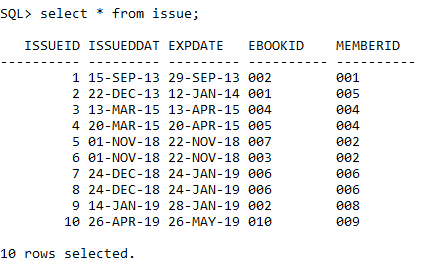 SQL> select * from issue;
ISSUEID ISSUEDDAT EXPDATE EBOOKID MEMBERID
---------- --------- --------- ---------- ----------
1 15-SEP-13 29-SEP-13 002 001
2 22-DEC-13 12-JAN-14 001 005
3 13-MAR-15 13-APR-15 004 004
4 20-MAR-15 20-APR-15 005 004
5 01-NOV-18 22-NOV-18 007 002
6 01-NOV-18 22-NOV-18 003 002
7 24-DEC-18 24-JAN-19 006 006
8 24-DEC-18 24-JAN-19 006 006
9 14-JAN-19 28-JAN-19 002 008
10 26-APR-19 26-MAY-19 010 009
10 rows selected.